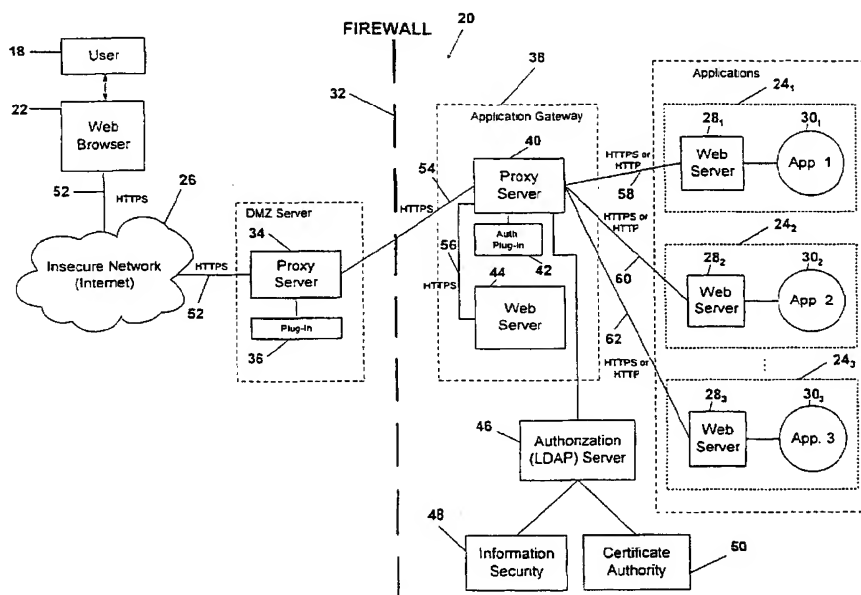 FIREWALL
20
18
User
22
Web
Browser
52
HTTPS
26
Insecure Network
(Internet)
HTTPS
52
DMZ Server
34
Proxy
Server
Plug-In
36
32
38
Application Gateway
40
Proxy
Server
54
HTTPS
Auth
Plug-In
42
56
HTTPS
44
Web
Server
46
Authorization
(LDAP) Server
48
Information
Security
Certificate
Authority
50
Applications
HTTPS or
HTTP
58
24₁
28₁
Web
Server
30₁
App. 1
HTTPS or
HTTP
60
24₂
28₂
Web
Server
30₂
App. 2
62
HTTPS or
HTTP
24₃
28₃
Web
Server
30₃
App. 3